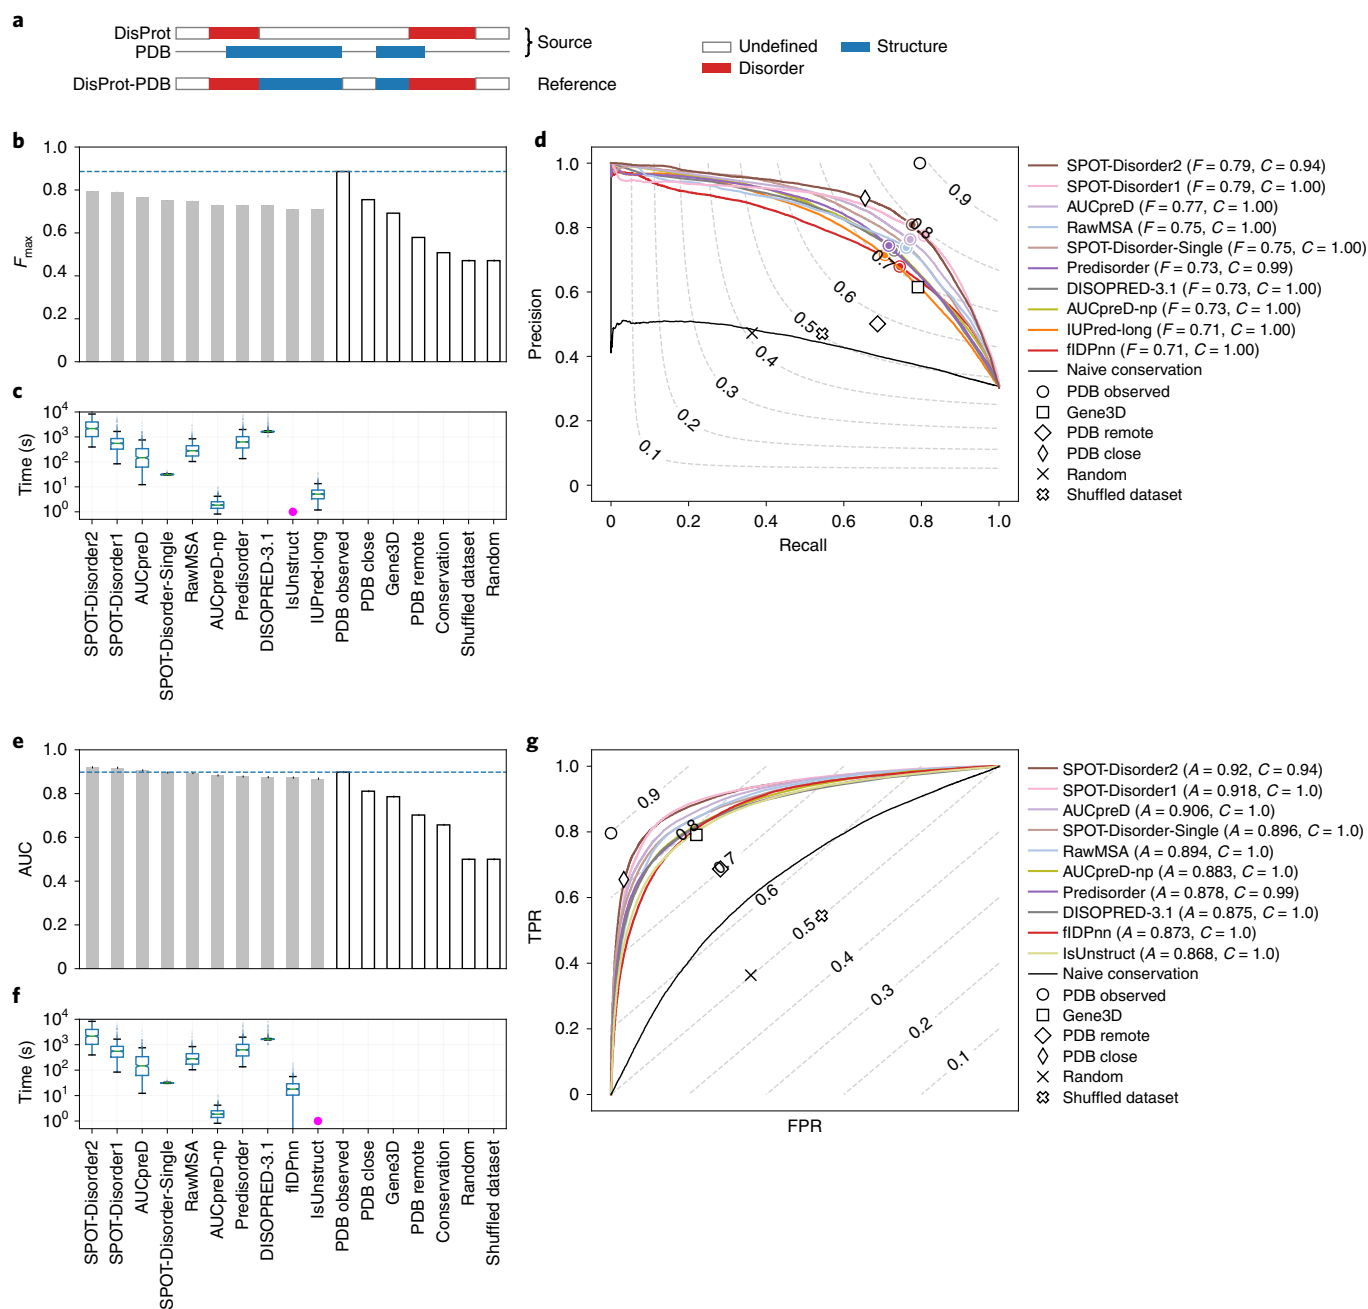 a
DisProt
PDB
Source
DisProt-PDB
Reference
Undefined
Structure
Disorder
b
1.0
0.8
0.6
0.4
0.2
0
Fmax
c
10^4
10^3
10^2
10^1
10^0
Time (s)
SPOT-Disorder2
SPOT-Disorder1
AUCpreD
SPOT-Disorder-Single
RawMSA
AUCpreD-np
Predisorder
DISOPRED-3.1
IsUnstruct
IUPred-long
PDB observed
PDB close
Gene3D
PDB remote
Conservation
Shuffled dataset
Random
d
1.0
0.8
0.6
0.4
0.2
0
Precision
0.9
0.8
0.7
0.6
0.5
0.4
0.3
0.2
0.1
0
0.2
0.4
0.6
0.8
1.0
Recall
SPOT-Disorder2 (F = 0.79, C = 0.94)
SPOT-Disorder1 (F = 0.79, C = 1.00)
AUCpreD (F = 0.77, C = 1.00)
RawMSA (F = 0.75, C = 1.00)
SPOT-Disorder-Single (F = 0.75, C = 1.00)
Predisorder (F = 0.73, C = 0.99)
DISOPRED-3.1 (F = 0.73, C = 1.00)
AUCpreD-np (F = 0.73, C = 1.00)
IUPred-long (F = 0.71, C = 1.00)
fIDPnn (F = 0.71, C = 1.00)
Naive conservation
PDB observed
Gene3D
PDB remote
PDB close
Random
Shuffled dataset
e
1.0
0.8
0.6
0.4
0.2
0
AUC
f
10^4
10^3
10^2
10^1
10^0
Time (s)
SPOT-Disorder2
SPOT-Disorder1
AUCpreD
SPOT-Disorder-Single
RawMSA
AUCpreD-np
Predisorder
DISOPRED-3.1
fIDPnn
IsUnstruct
PDB observed
PDB close
Gene3D
PDB remote
Conservation
Random
Shuffled dataset
g
1.0
0.8
0.6
0.4
0.2
0
TPR
0.9
0.8
0.7
0.6
0.5
0.4
0.3
0.2
0.1
FPR
SPOT-Disorder2 (A = 0.92, C = 0.94)
SPOT-Disorder1 (A = 0.918, C = 1.0)
AUCpreD (A = 0.906, C = 1.0)
SPOT-Disorder-Single (A = 0.896, C = 1.0)
RawMSA (A = 0.894, C = 1.0)
AUCpreD-np (A = 0.883, C = 1.0)
Predisorder (A = 0.878, C = 0.99)
DISOPRED-3.1 (A = 0.875, C = 1.0)
fIDPnn (A = 0.873, C = 1.0)
IsUnstruct (A = 0.868, C = 1.0)
Naive conservation
PDB observed
Gene3D
PDB remote
PDB close
Random
Shuffled dataset